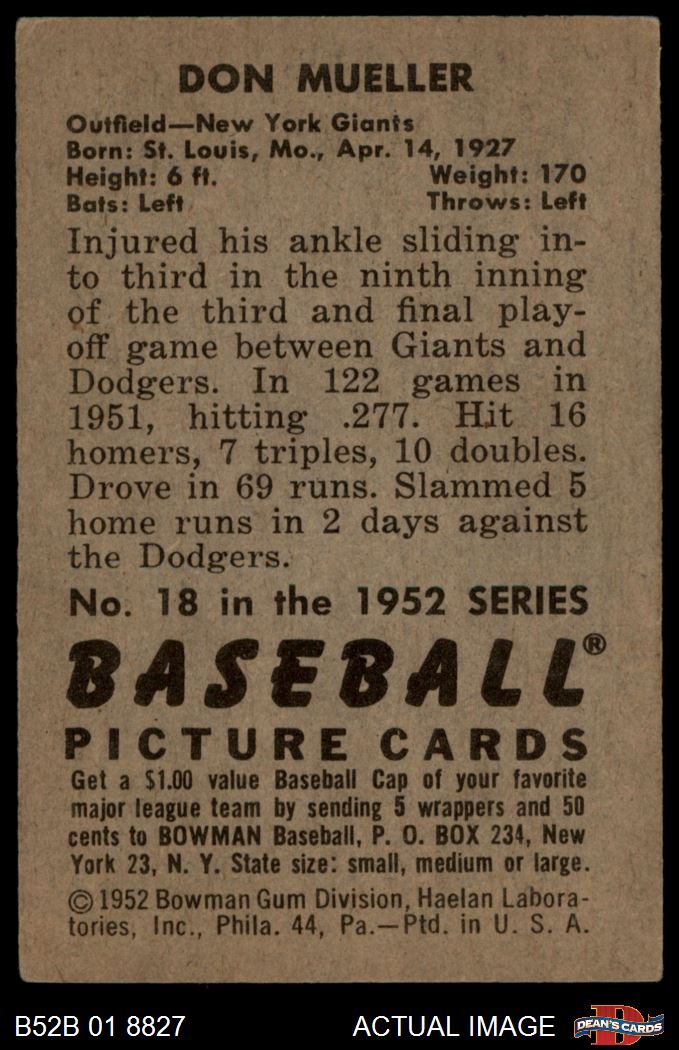 DON MUELLER
Outfield—New York Giants
Born: St. Louis, Mo., Apr. 14, 1927
Height: 6 ft. Weight: 170
Bats: Left Throws: Left
Injured his ankle sliding in-
to third in the ninth inning
of the third and final play-
off game between Giants and
Dodgers. In 122 games in
1951, hitting .277. Hit 16
homers, 7 triples, 10 doubles.
Drove in 69 runs. Slammed 5
home runs in 2 days against
the Dodgers.
No. 18 in the 1952 SERIES
BASEBALL®
PICTURE CARDS
Get a $1.00 value Baseball Cap of your favorite
major league team by sending 5 wrappers and 50
cents to BOWMAN Baseball, P. O. BOX 234, New
York 23, N. Y. State size: small, medium or large.
©1952 Bowman Gum Division, Haelan Labora-
tories, Inc., Phila. 44, Pa.—Ptd. in U. S. A.
B52B 01 8827 ACTUAL IMAGE D DEAN'S CARDS